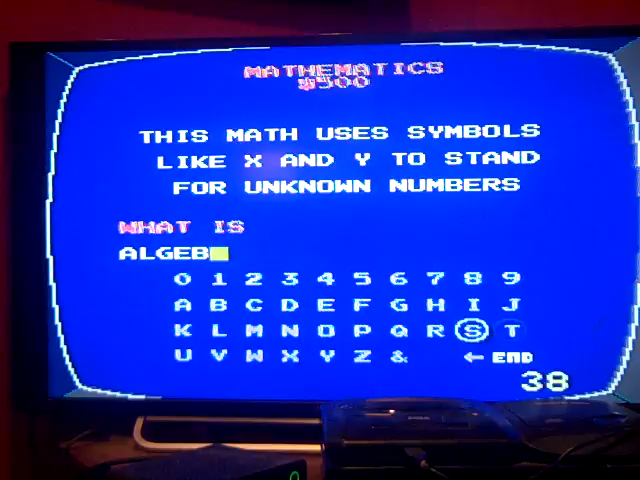 MATHEMATICS
$500
THIS MATH USES SYMBOLS
LIKE X AND Y TO STAND
FOR UNKNOWN NUMBERS
WHAT IS
ALGEB
0 1 2 3 4 5 6 7 8 9
A B C D E F G H I J
K L M N O P Q R S T
U V W X Y Z & ← END
38